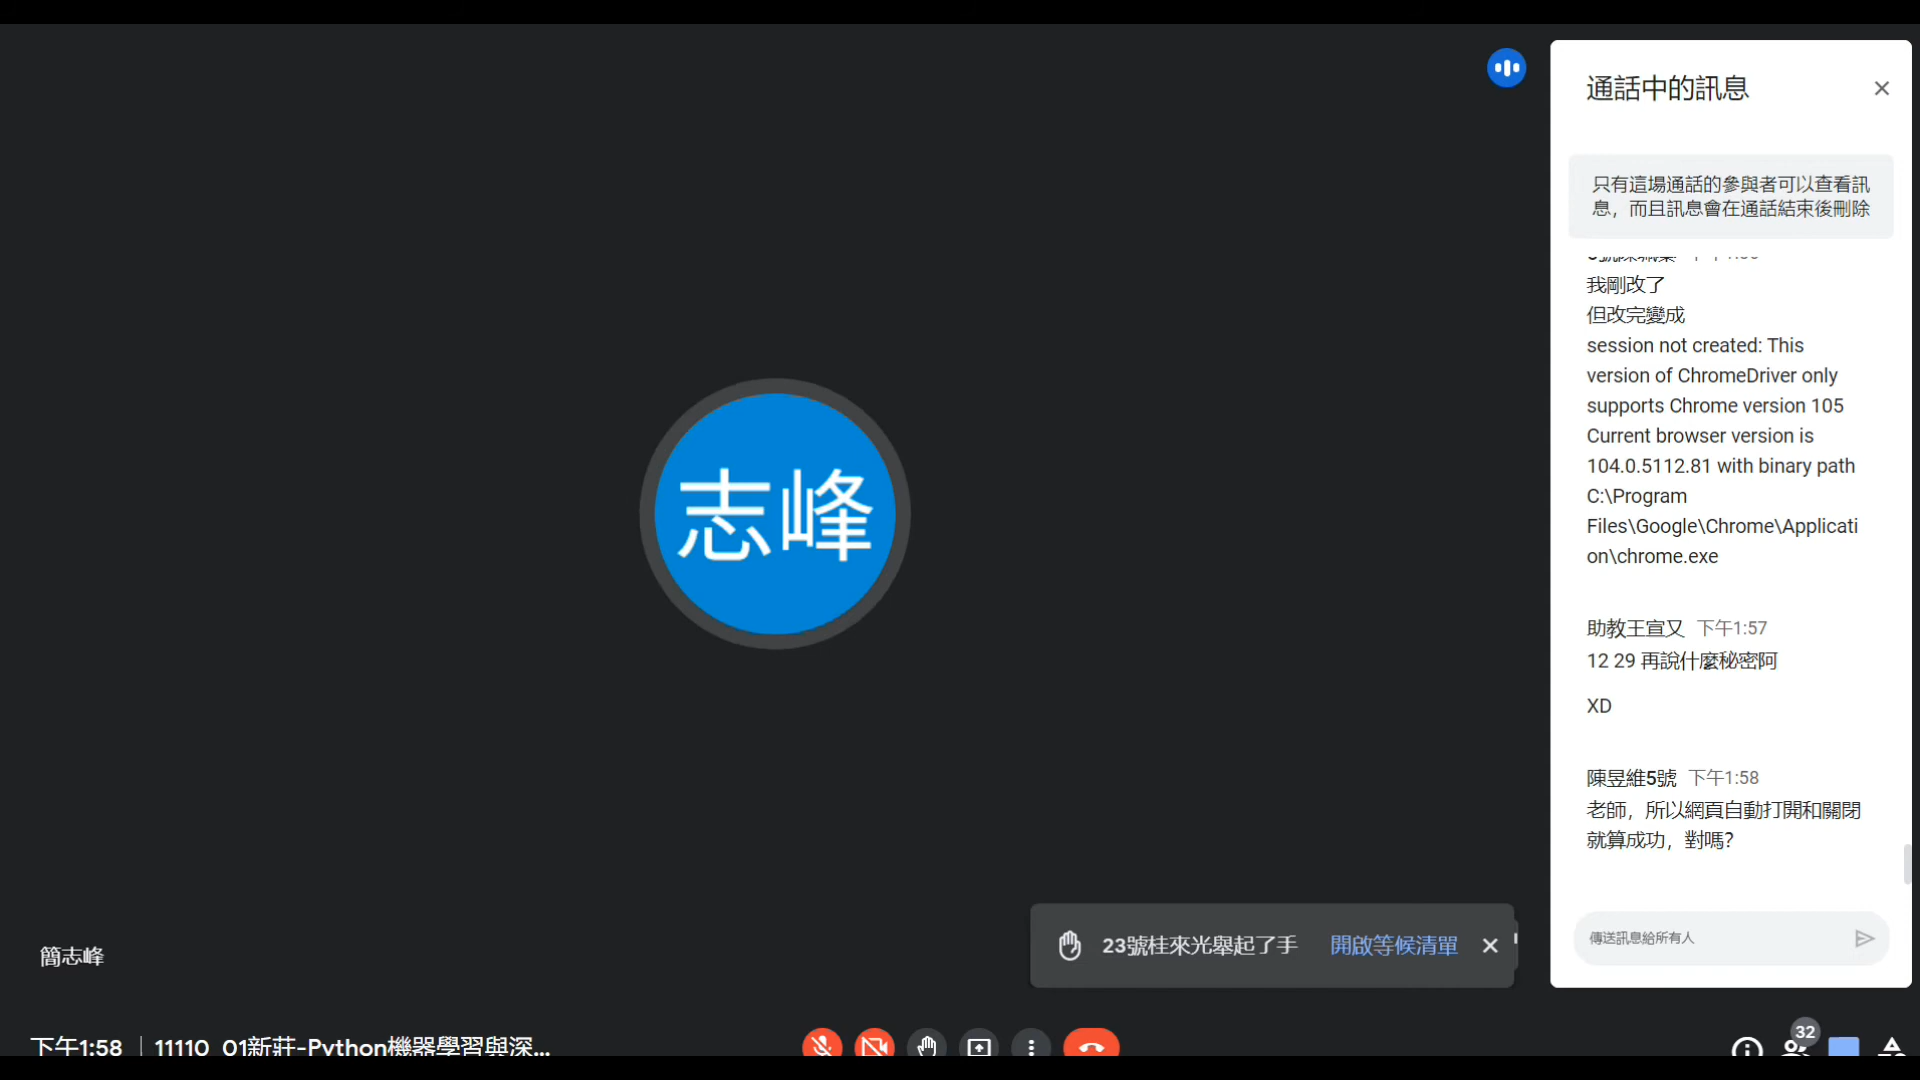 通話中的訊息
只有這場通話的參與者可以查看訊
息，而且訊息會在通話結束後刪除
我剛改了
但改完變成
session not created: This
version of ChromeDriver only
supports Chrome version 105
Current browser version is
104.0.5112.81 with binary path
C:\Program
Files\Google\Chrome\Applicati
on\chrome.exe
助教王宣又 下午1:57
12 29 再說什麼秘密阿
XD
陳昱維5號 下午1:58
老師，所以網頁自動打開和關閉
就算成功，對嗎?
傳送訊息給所有人
志峰
簡志峰
23號桂來光舉起了手 開啟等候清單
下午1:58 | 11110_01新莊-Python機器學習與深...
32